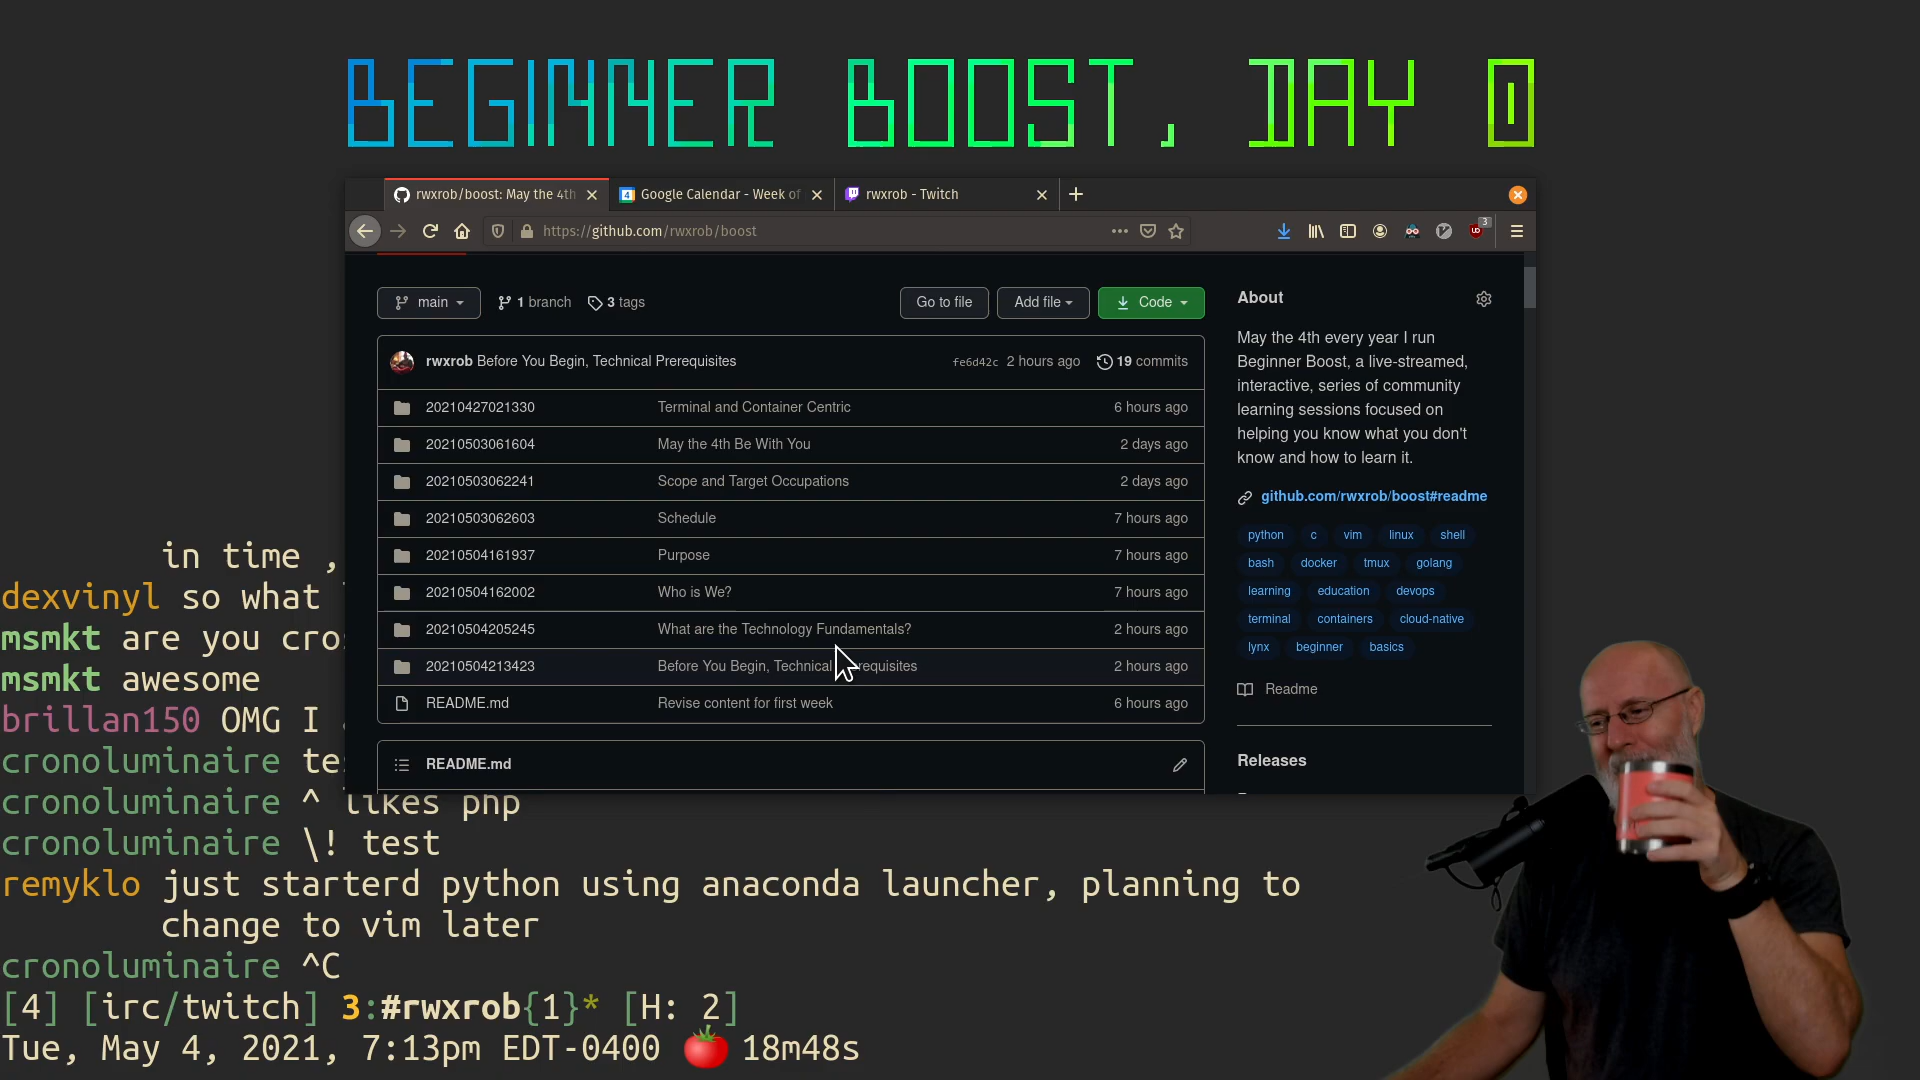 BEGINNER BOOST, DAY 0
rwxrob/boost: May the 4th
Google Calendar - Week of
rwxrob - Twitch
https://github.com/rwxrob/boost
3
main
1 branch
3 tags
Go to file
Add file
Code
rwxrob Before You Begin, Technical Prerequisites fe6d42c 2 hours ago 19 commits
20210427021330 Terminal and Container Centric 6 hours ago
20210503061604 May the 4th Be With You 2 days ago
20210503062241 Scope and Target Occupations 2 days ago
20210503062603 Schedule 7 hours ago
20210504161937 Purpose 7 hours ago
20210504162002 Who is We? 7 hours ago
20210504205245 What are the Technology Fundamentals? 2 hours ago
20210504213423 Before You Begin, Technical Prerequisites 2 hours ago
README.md Revise content for first week 6 hours ago
README.md
About
May the 4th every year I run
Beginner Boost, a live-streamed,
interactive, series of community
learning sessions focused on
helping you know what you don't
know and how to learn it.
github.com/rwxrob/boost#readme
python c vim linux shell
bash docker tmux golang
learning education devops
terminal containers cloud-native
lynx beginner basics
Readme
Releases
in time ,
dexvinyl so what
msmkt are you cros
msmkt awesome
brillan150 OMG I
cronoluminaire tes
cronoluminaire ^ likes php
cronoluminaire \! test
remyklo just starterd python using anaconda launcher, planning to
change to vim later
cronoluminaire ^C
[4] [irc/twitch] 3:#rwxrob{1}* [H: 2]
Tue, May 4, 2021, 7:13pm EDT-0400 🍅 18m48s